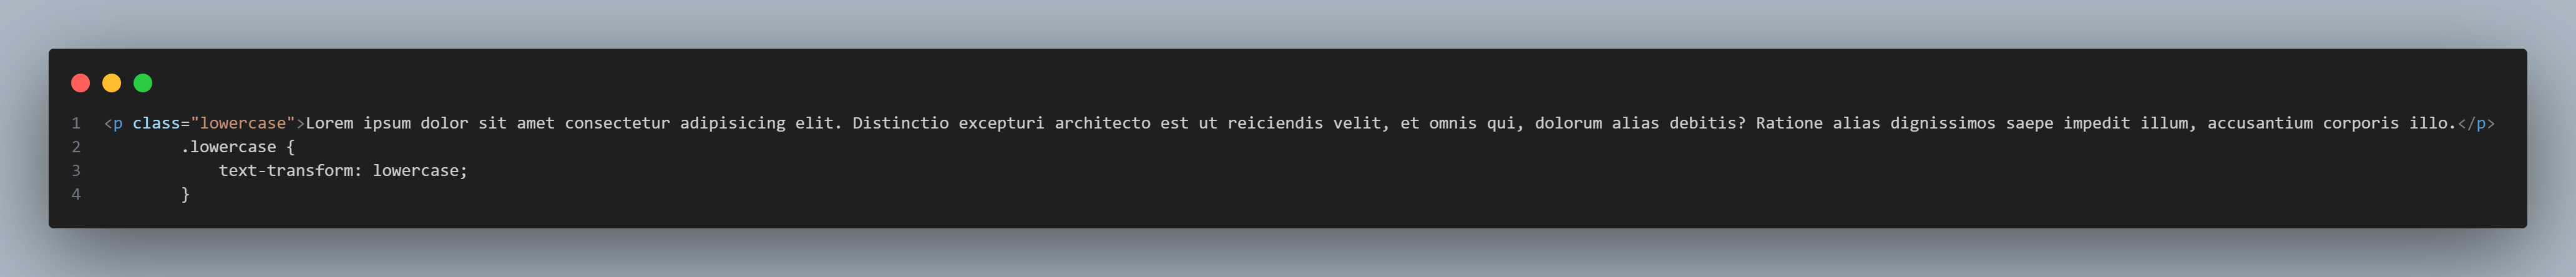 1 <p class="lowercase">Lorem ipsum dolor sit amet consectetur adipisicing elit. Distinctio excepturi architecto est ut reiciendis velit, et omnis qui, dolorum alias debitis? Ratione alias dignissimos saepe impedit illum, accusantium corporis illo.</p>
2         .lowercase {
3             text-transform: lowercase;
4         }